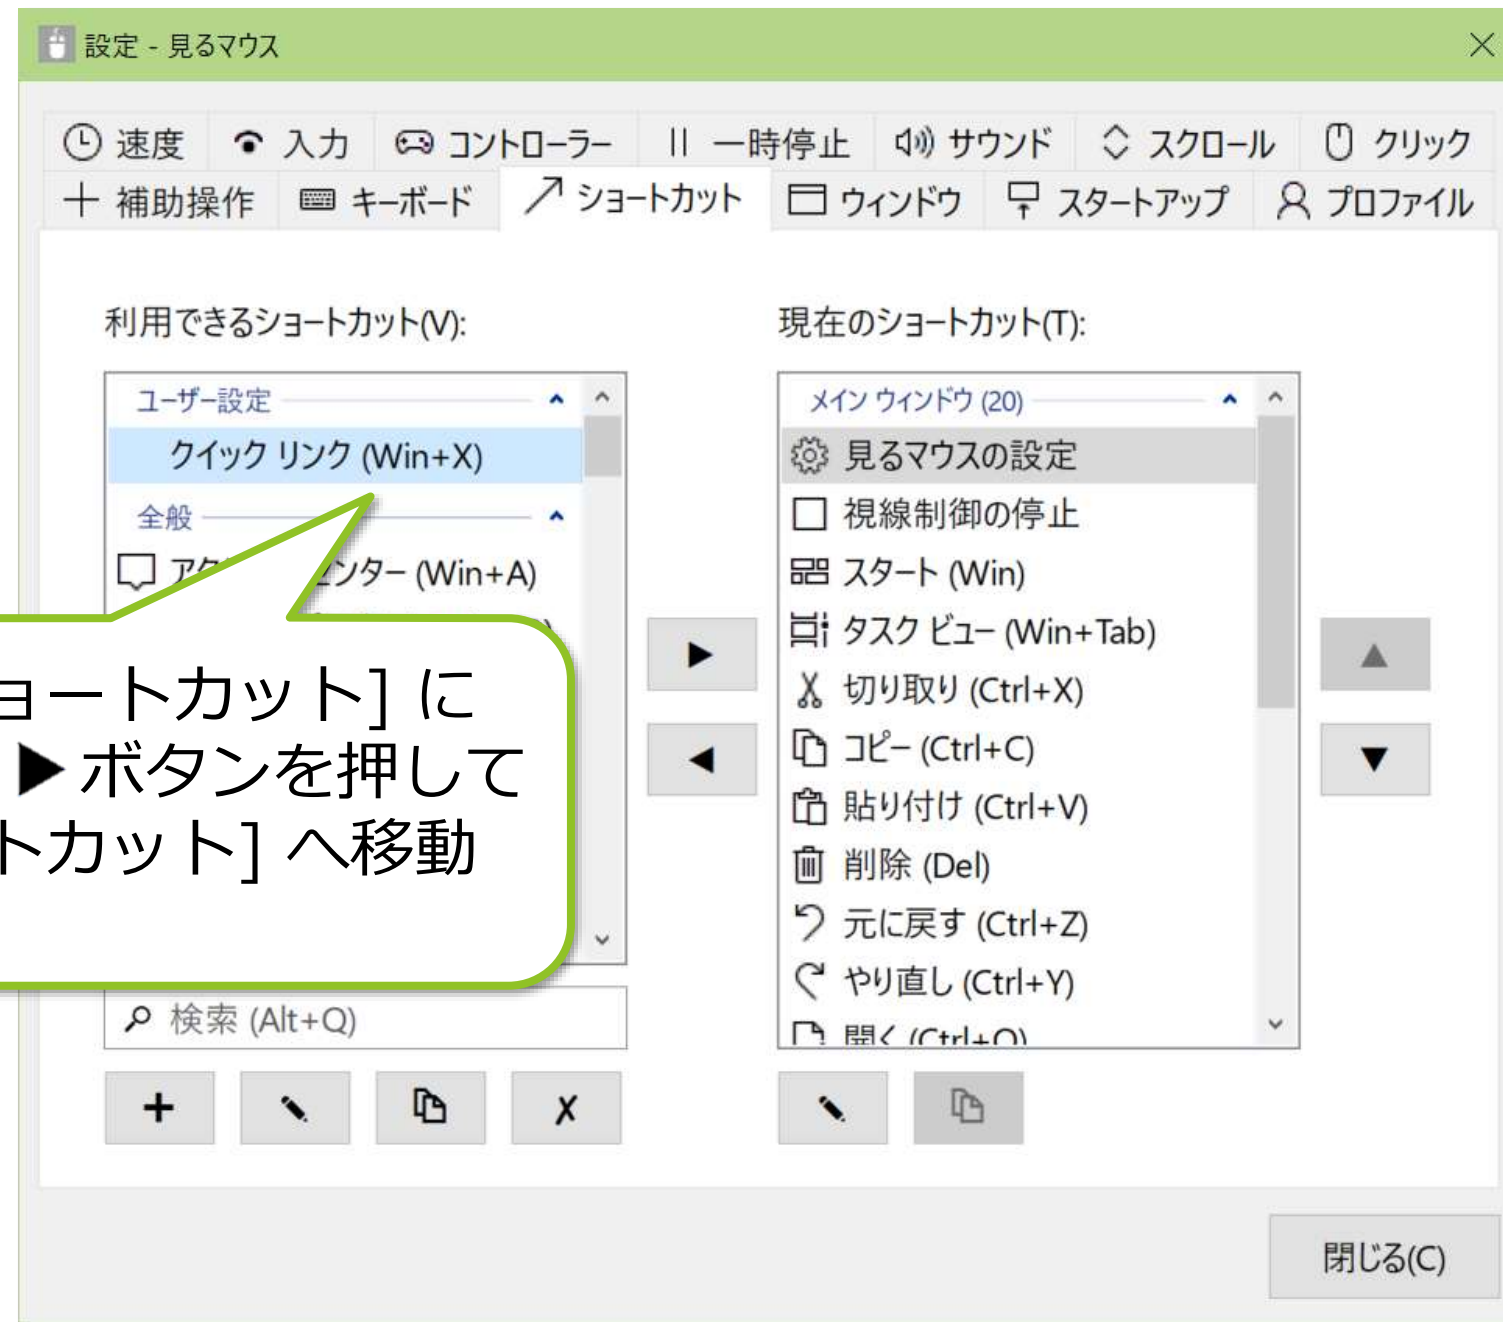 設定 - 見るマウス
速度 入力 コントローラー 一時停止 サウンド スクロール クリック
補助操作 キーボード ショートカット ウィンドウ スタートアップ プロファイル
利用できるショートカット(V):
ユーザー設定
クイック リンク (Win+X)
全般
ンター (Win+A)
ョートカット] に
▶ボタンを押して
トカット] へ移動
検索 (Alt+Q)
現在のショートカット(T):
メイン ウィンドウ (20)
見るマウスの設定
視線制御の停止
スタート (Win)
タスク ビュー (Win+Tab)
切り取り (Ctrl+X)
コピー (Ctrl+C)
貼り付け (Ctrl+V)
削除 (Del)
元に戻す (Ctrl+Z)
やり直し (Ctrl+Y)
開く (Ctrl+O)
閉じる(C)